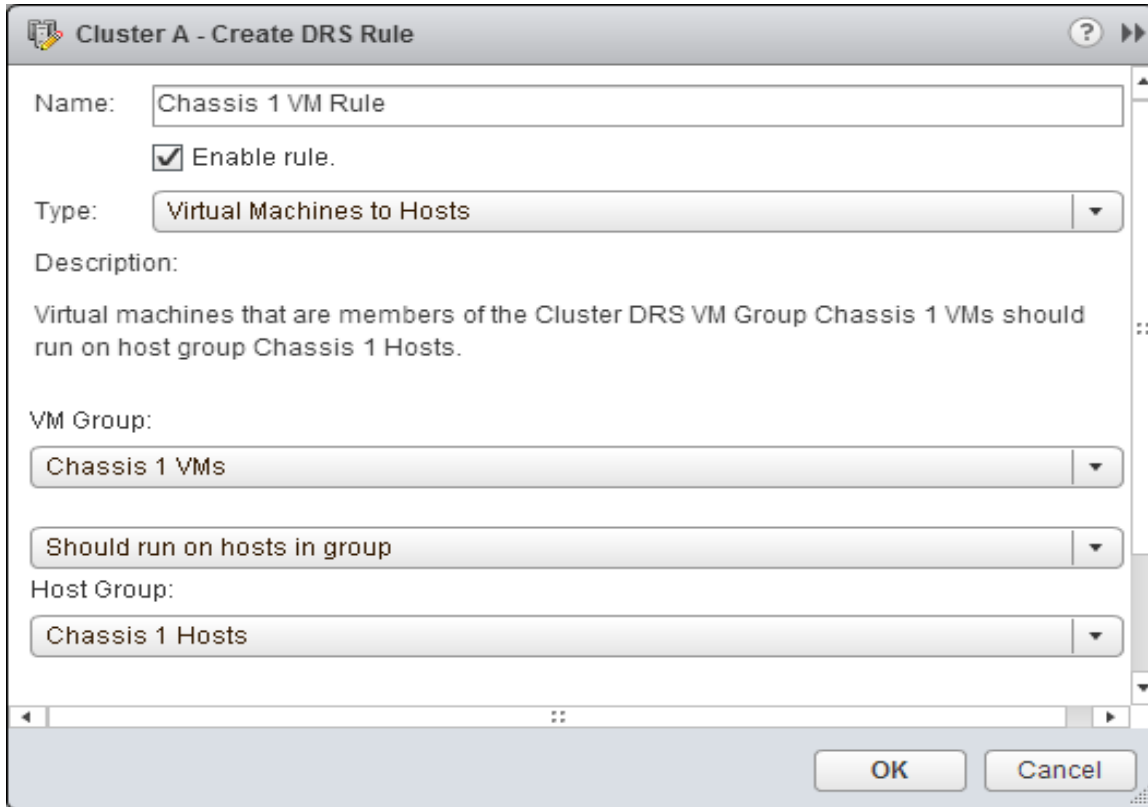 Cluster A - Create DRS Rule
?
Name: Chassis 1 VM Rule
Enable rule.
Type: Virtual Machines to Hosts
Description:
Virtual machines that are members of the Cluster DRS VM Group Chassis 1 VMs should
run on host group Chassis 1 Hosts.
VM Group:
Chassis 1 VMs
Should run on hosts in group
Host Group:
Chassis 1 Hosts
OK Cancel